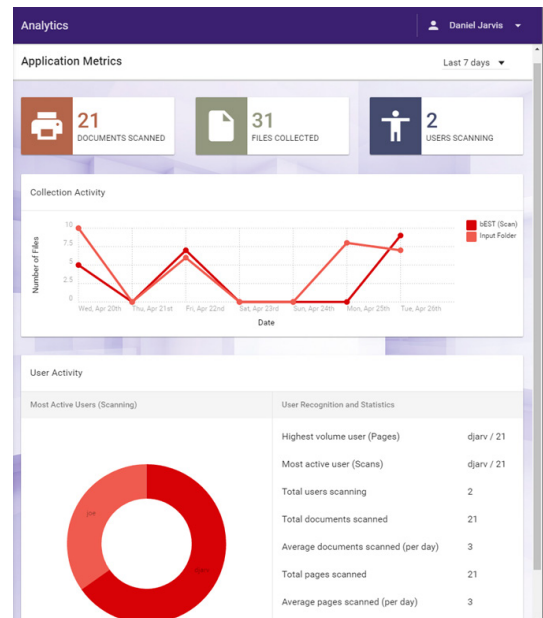 Analytics
Daniel Jarvis
Application Metrics
Last 7 days
21
DOCUMENTS SCANNED
31
FILES COLLECTED
2
USERS SCANNING
Collection Activity
Number of Files
10
7.5
5
2.5
0
Wed, Apr 20th
Thu, Apr 21st
Fri, Apr 22nd
Sat, Apr 23rd
Sun, Apr 24th
Mon, Apr 25th
Tue, Apr 26th
Date
bEST (Scan)
Input Folder
User Activity
Most Active Users (Scanning)
joe
djarv
User Recognition and Statistics
Highest volume user (Pages) djarv / 21
Most active user (Scans) djarv / 21
Total users scanning 2
Total documents scanned 21
Average documents scanned (per day) 3
Total pages scanned 21
Average pages scanned (per day) 3